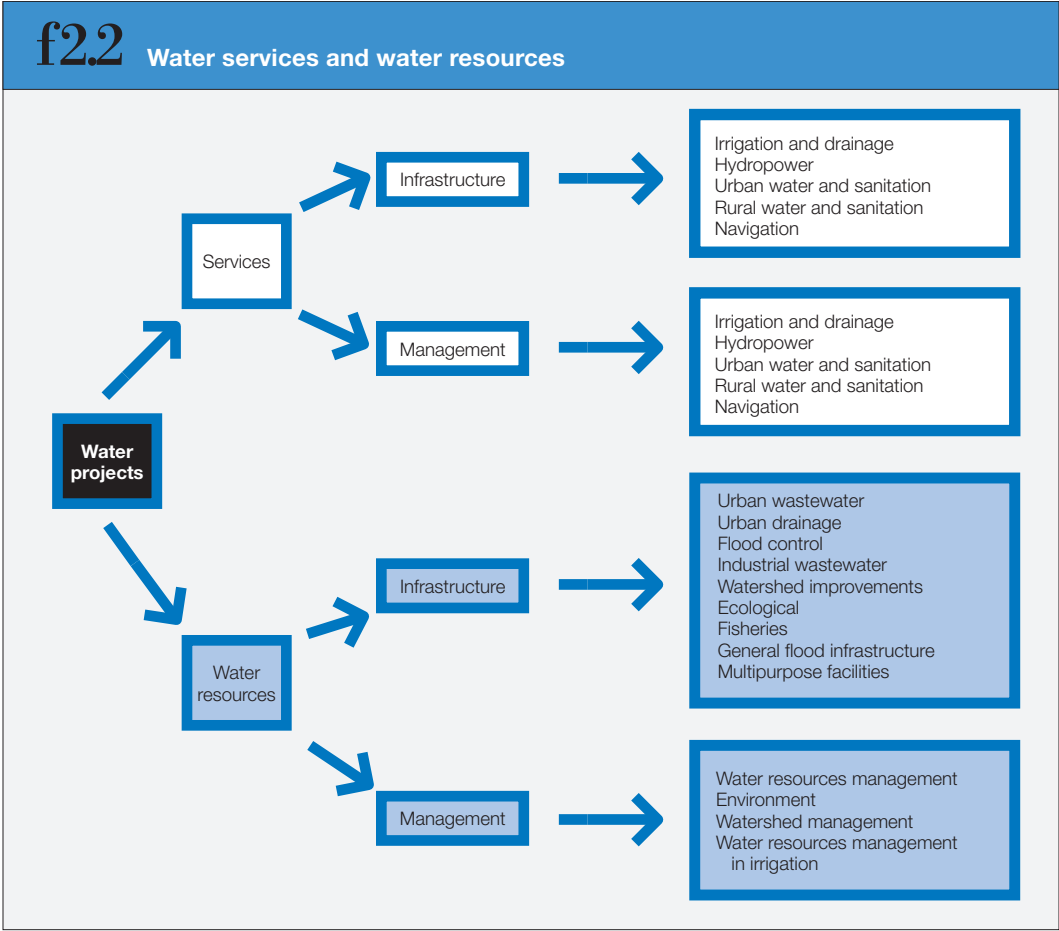 f2.2 Water services and water resources
Infrastructure
Irrigation and drainage
Hydropower
Urban water and sanitation
Rural water and sanitation
Navigation
Services
Management
Irrigation and drainage
Hydropower
Urban water and sanitation
Rural water and sanitation
Navigation
Water
projects
Infrastructure
Urban wastewater
Urban drainage
Flood control
Industrial wastewater
Watershed improvements
Ecological
Fisheries
General flood infrastructure
Multipurpose facilities
Water
resources
Management
Water resources management
Environment
Watershed management
Water resources management
in irrigation